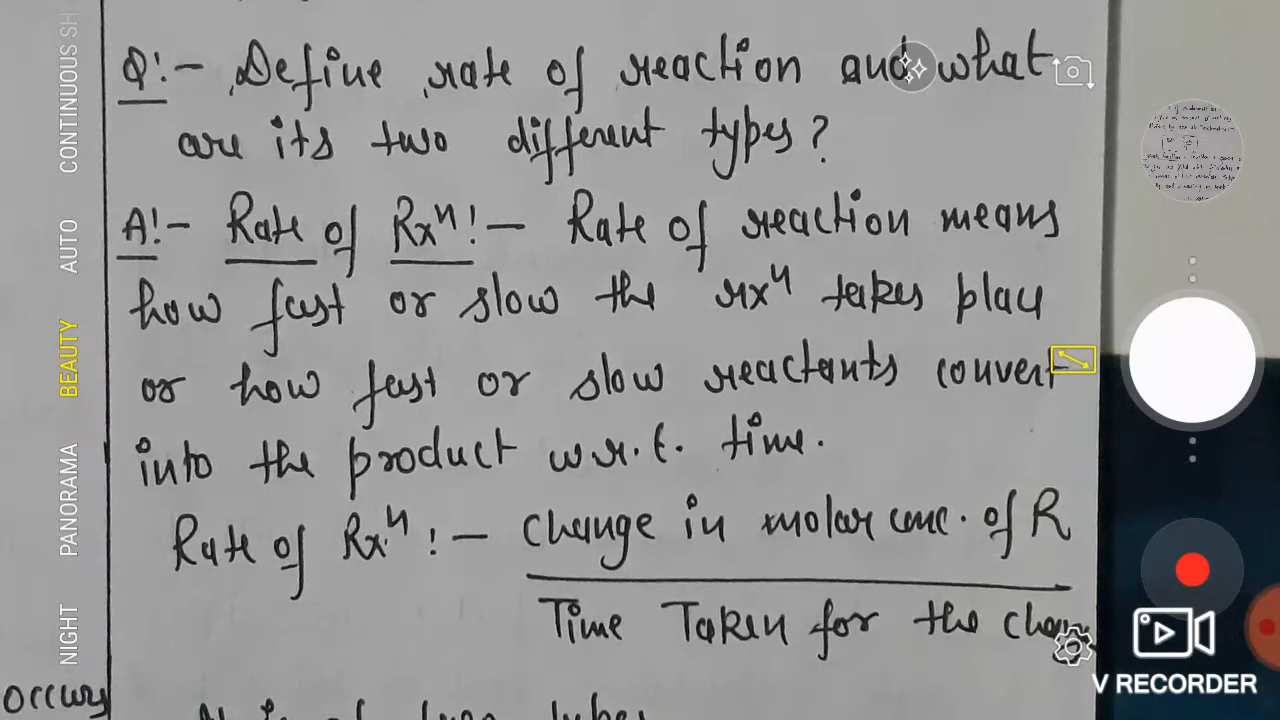 Q:- Define rate of reaction and what
are its two different types?
A:- Rate of Rxⁿ:- Rate of reaction means
how fast or slow the rxⁿ takes place
or how fast or slow reactants convert
into the product w.r.t. time.
Rate of Rxⁿ:- Change in molar conc. of R
Time Taken for the
occurs
types
CONTINUOUS SH
AUTO
BEAUTY
PANORAMA
NIGHT
V RECORDER